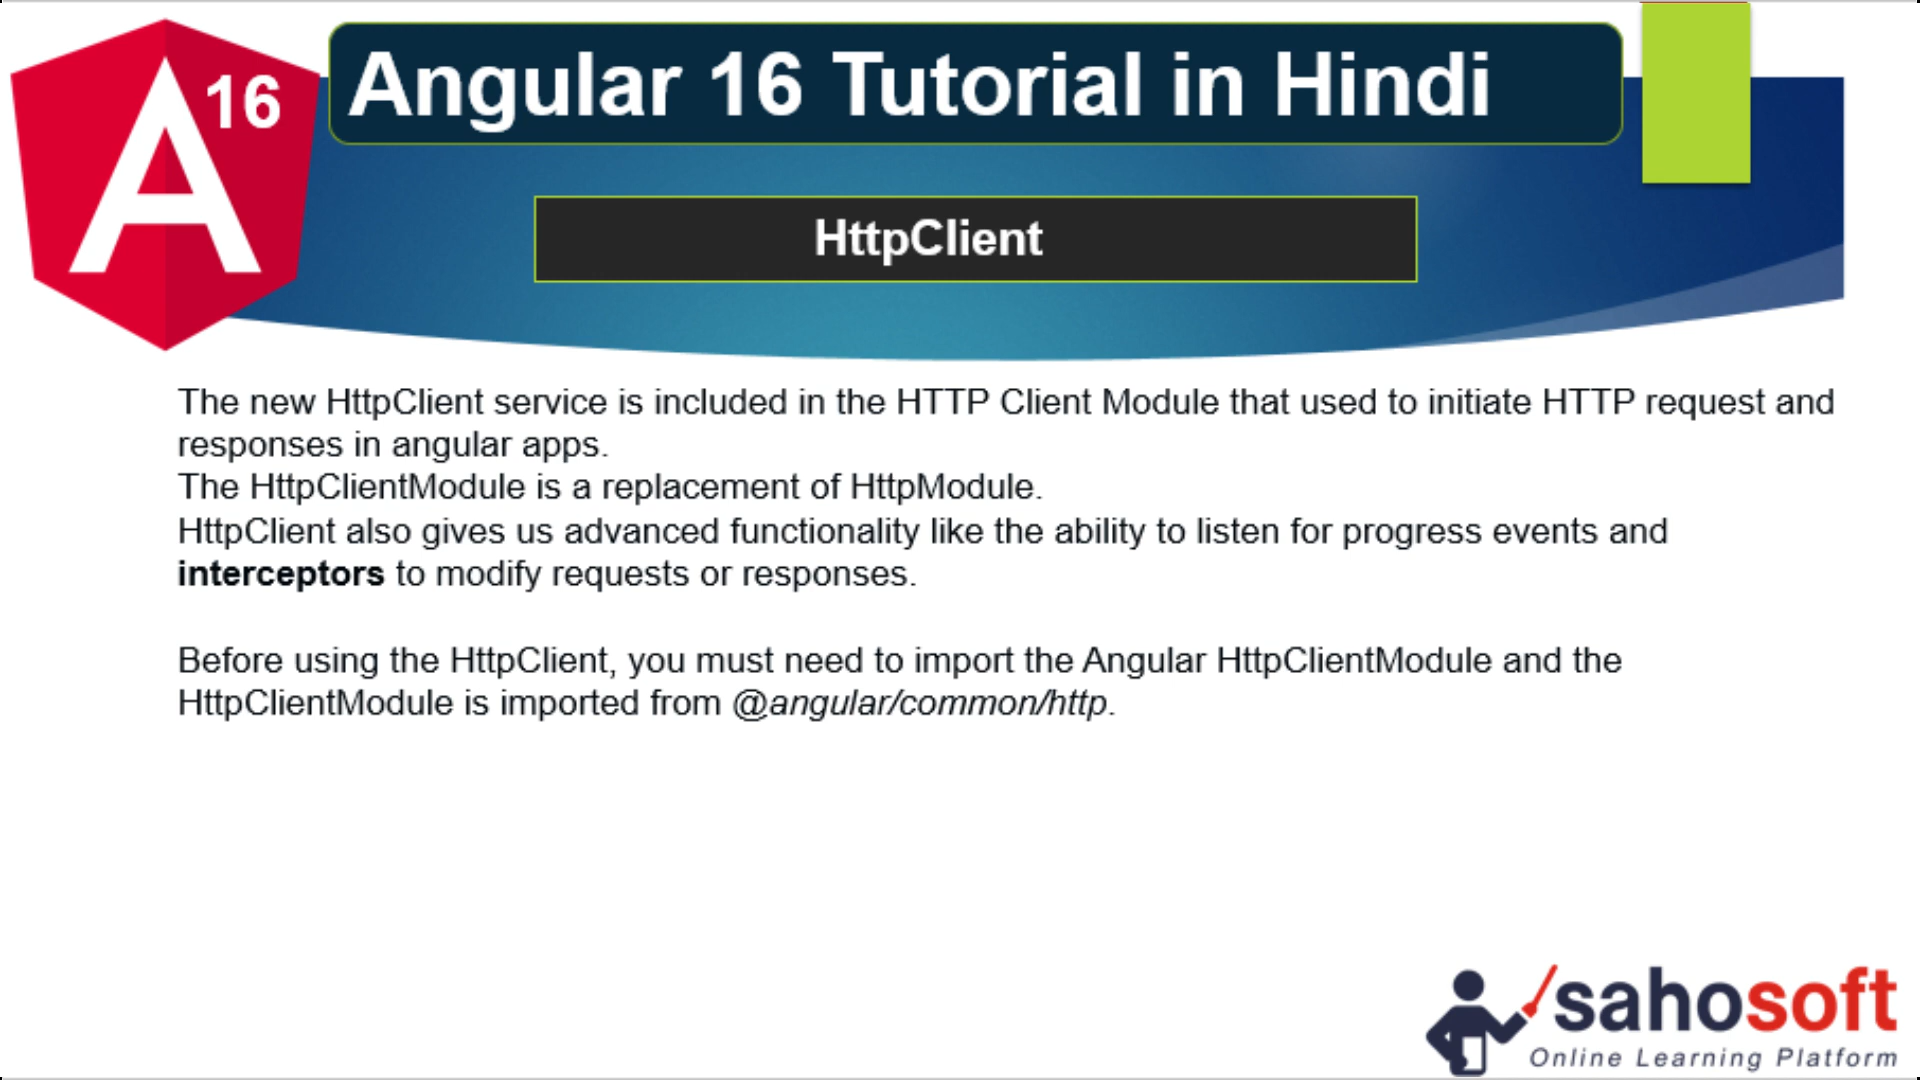 A
16
Angular 16 Tutorial in Hindi
HttpClient
The new HttpClient service is included in the HTTP Client Module that used to initiate HTTP request and
responses in angular apps.
The HttpClientModule is a replacement of HttpModule.
HttpClient also gives us advanced functionality like the ability to listen for progress events and
interceptors to modify requests or responses.
Before using the HttpClient, you must need to import the Angular HttpClientModule and the
HttpClientModule is imported from @angular/common/http.
sahosoft
Online Learning Platform